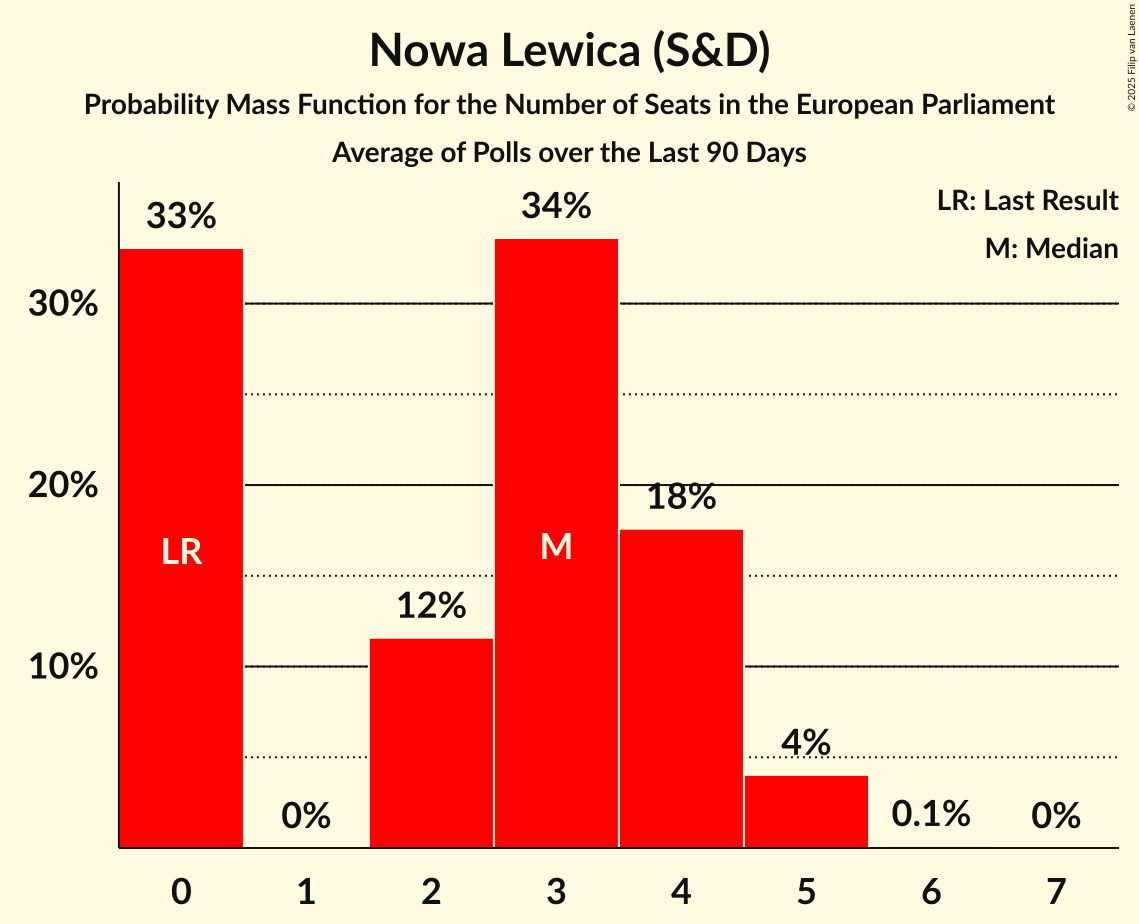 Nowa Lewica (S&D)
Probability Mass Function for the Number of Seats in the European Parliament
Average of Polls over the Last 90 Days
© 2025 Filip van Laenen
LR: Last Result
M: Median
33%
34%
30%
20%
18%
LR
M
12%
10%
4%
0%
0.1%
0%
0 1 2 3 4 5 6 7